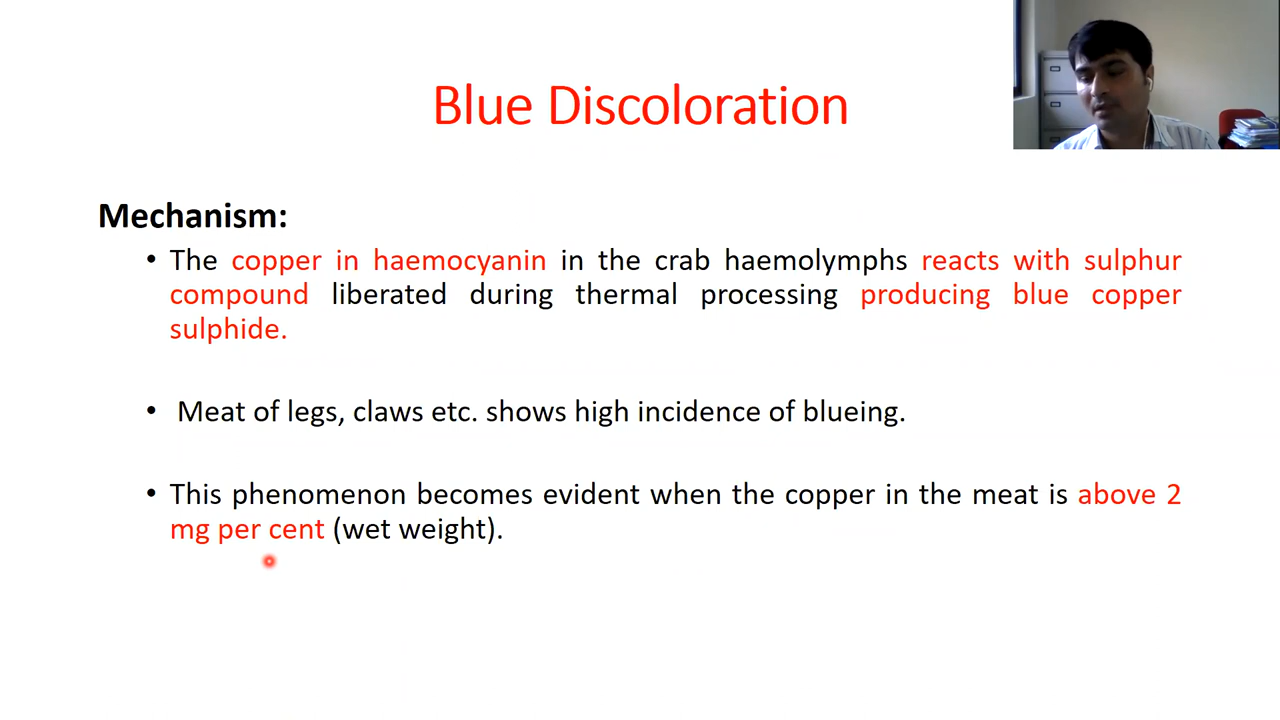 Blue Discoloration
Mechanism:
• The copper in haemocyanin in the crab haemolymphs reacts with sulphur
compound liberated during thermal processing producing blue copper
sulphide.
• Meat of legs, claws etc. shows high incidence of blueing.
• This phenomenon becomes evident when the copper in the meat is above 2
mg per cent (wet weight).